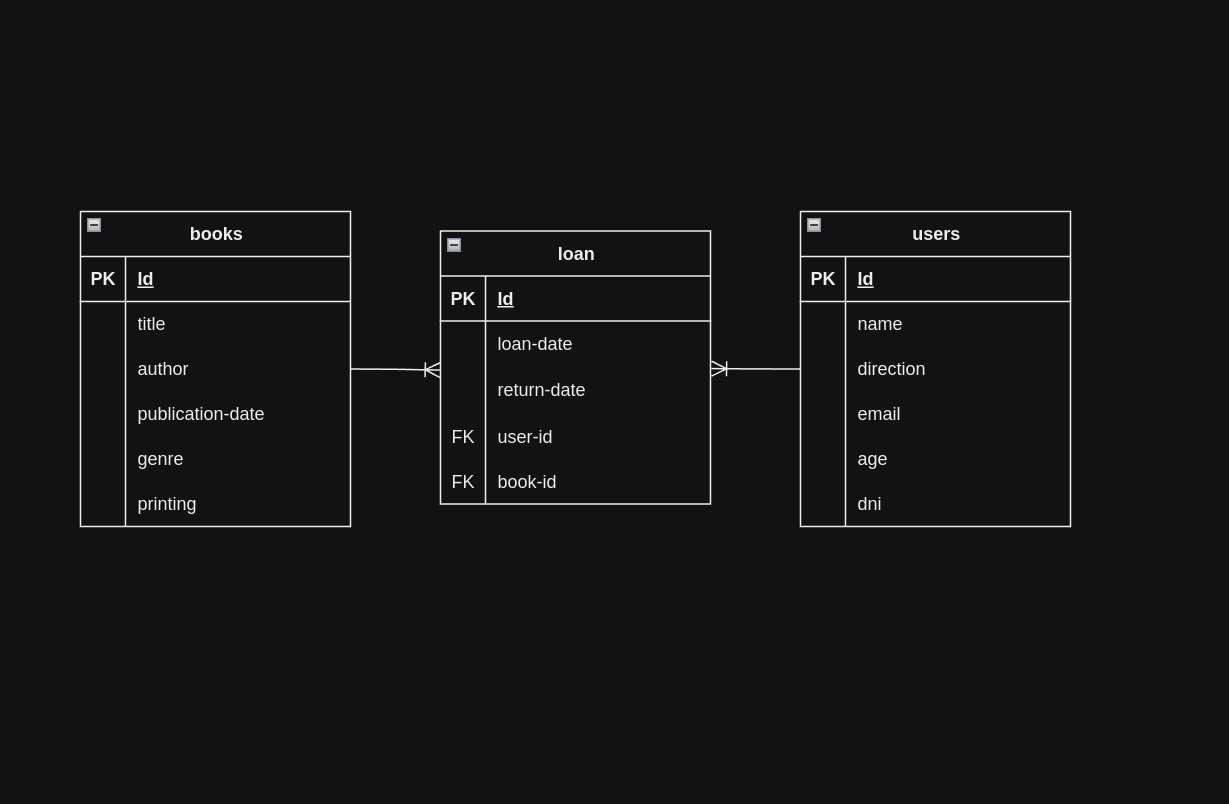 books
PK Id
title
author
publication-date
genre
printing
loan
PK Id
loan-date
return-date
FK user-id
FK book-id
users
PK Id
name
direction
email
age
dni